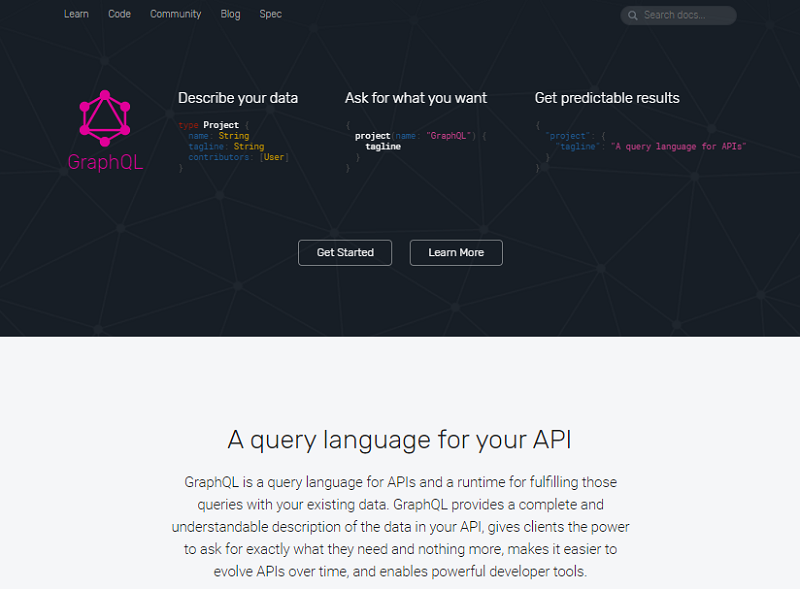 Learn Code Community Blog Spec
Search docs...
GraphQL
Describe your data
type Project {
name: String
tagline: String
contributors: [User]
}
Ask for what you want
{
project(name: "GraphQL") {
tagline
}
}
Get predictable results
{
"project": {
"tagline": "A query language for APIs"
}
}
Get Started
Learn More
A query language for your API
GraphQL is a query language for APIs and a runtime for fulfilling those
queries with your existing data. GraphQL provides a complete and
understandable description of the data in your API, gives clients the power
to ask for exactly what they need and nothing more, makes it easier to
evolve APIs over time, and enables powerful developer tools.